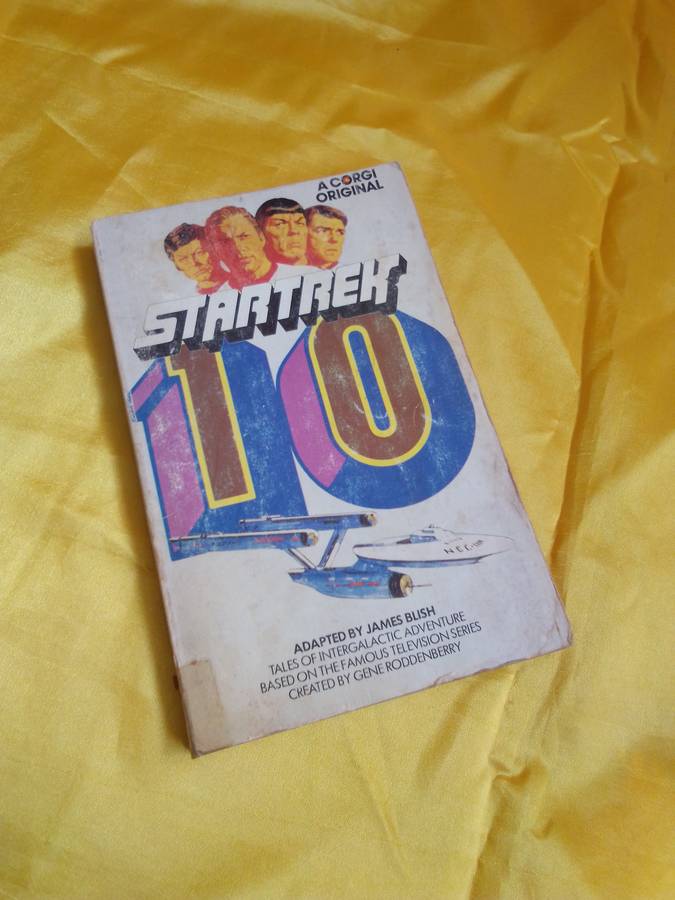 A CORGI
ORIGINAL
STAR TREK
10
ADAPTED BY JAMES BLISH
TALES OF INTERGALACTIC ADVENTURE
BASED ON THE FAMOUS TELEVISION SERIES
CREATED BY GENE RODDENBERRY